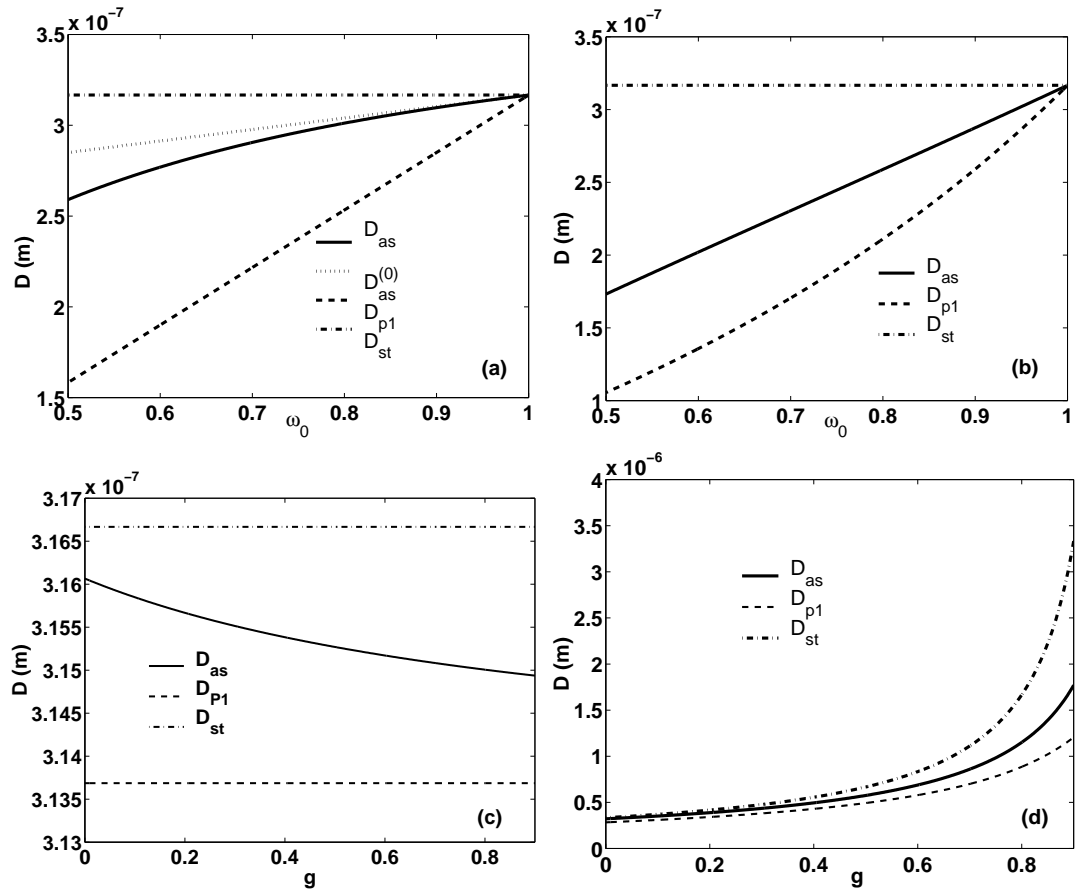 x 10⁻⁷
3.5
3
2.5
2
1.5
D (m)
0.5 0.6 0.7 0.8 0.9 1
ω₀
D_as
D_as^(0)
D_p1
D_st
(a)
x 10⁻⁷
3.5
3
2.5
2
1.5
1
D (m)
0.5 0.6 0.7 0.8 0.9 1
ω₀
D_as
D_p1
D_st
(b)
x 10⁻⁷
3.17
3.165
3.16
3.155
3.15
3.145
3.14
3.135
3.13
D (m)
0 0.2 0.4 0.6 0.8
g
D_as
D_P1
D_st
(c)
x 10⁻⁶
4
3.5
3
2.5
2
1.5
1
0.5
0
D (m)
0 0.2 0.4 0.6 0.8
g
D_as
D_p1
D_st
(d)